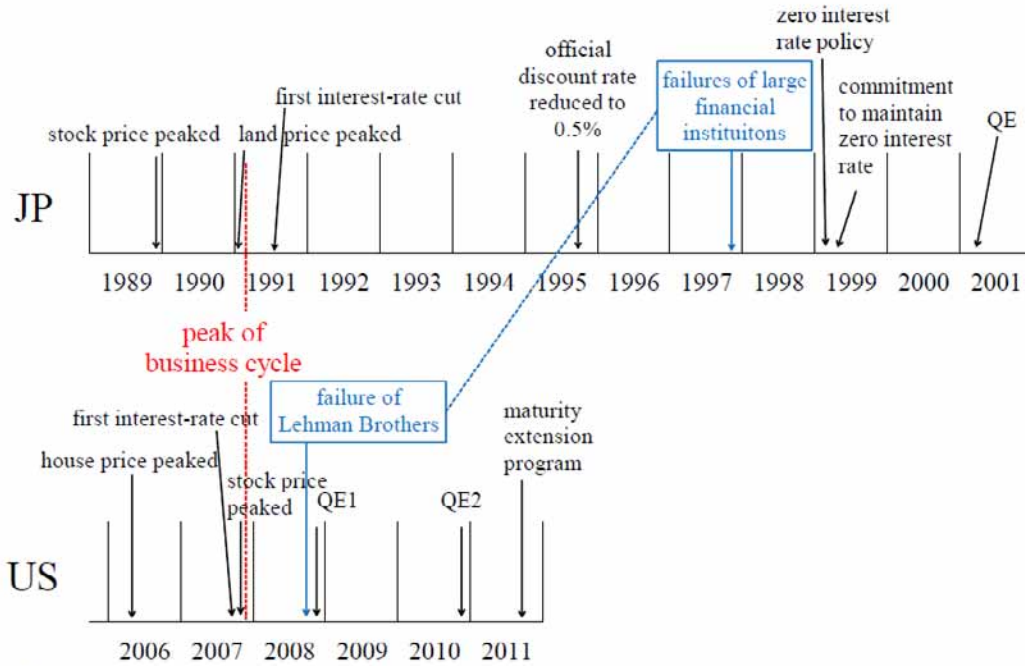 zero interest
rate policy
official
discount rate
reduced to
0.5%
failures of large
financial
instituitons
commitment
to maintain
zero interest
rate
first interest-rate cut
stock price peaked
land price peaked
QE
JP
1989 1990 1991 1992 1993 1994 1995 1996 1997 1998 1999 2000 2001
peak of
business cycle
failure of
Lehman Brothers
first interest-rate cut
maturity
extension
program
house price peaked
stock price
peaked
QE1
QE2
US
2006 2007 2008 2009 2010 2011